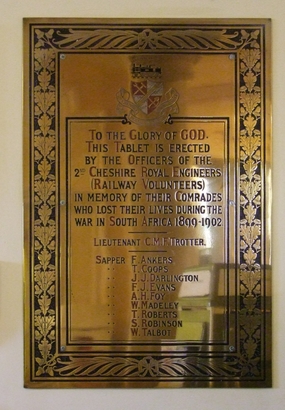 TO THE GLORY OF GOD.
THIS TABLET IS ERECTED
BY THE OFFICERS OF THE
2ND CHESHIRE ROYAL ENGINEERS
(RAILWAY VOLUNTEERS)
IN MEMORY OF THEIR COMRADES
WHO LOST THEIR LIVES DURING THE
WAR IN SOUTH AFRICA 1899-1902.
LIEUTENANT C.M.F. TROTTER.
SAPPER F. ANKERS
" T. COOPS
" J.J. DARLINGTON
" F.J. EVANS
" A.H. FOY
" W. MADELLY
" T. ROBERTS
" S. ROBINSON
" W. TALBOT